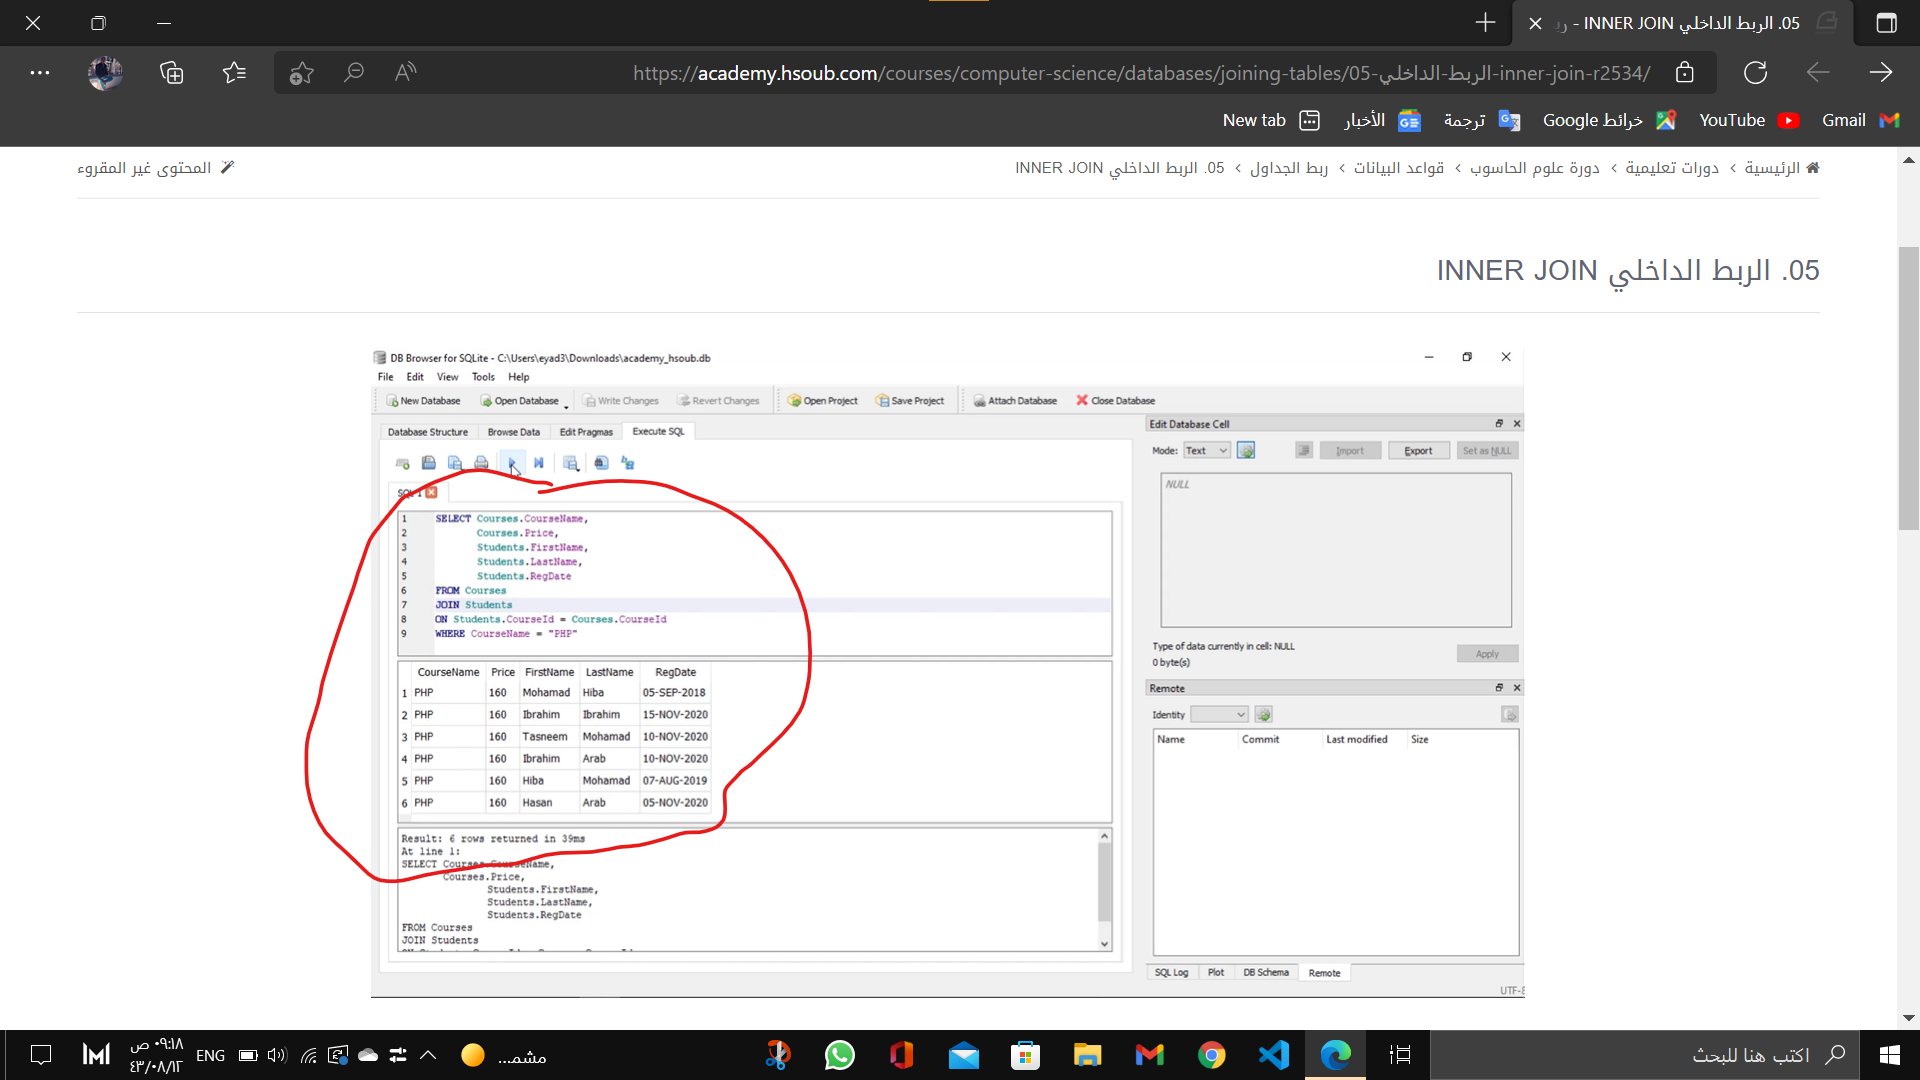 05. الربط الداخلي INNER JOIN - رب
https://academy.hsoub.com/courses/computer-science/databases/joining-tables/05-الربط-الداخلي-inner-join-r2534/
Gmail
YouTube
خرائط Google
ترجمة
الأخبار
New tab
الرئيسية › دورات تعليمية › دورة علوم الحاسوب › قواعد البيانات › ربط الجداول › 05. الربط الداخلي INNER JOIN
المحتوى غير المقروء
05. الربط الداخلي INNER JOIN
DB Browser for SQLite - C:\Users\eyad3\Downloads\academy_hsoub.db
File Edit View Tools Help
New Database Open Database Write Changes Revert Changes Open Project Save Project Attach Database Close Database
Database Structure Browse Data Edit Pragmas Execute SQL
SQL 1
1 SELECT Courses.CourseName,
2 Courses.Price,
3 Students.FirstName,
4 Students.LastName,
5 Students.RegDate
6 FROM Courses
7 JOIN Students
8 ON Students.CourseId = Courses.CourseId
9 WHERE CourseName = "PHP"
CourseName Price FirstName LastName RegDate
1 PHP 160 Mohamad Hiba 05-SEP-2018
2 PHP 160 Ibrahim Ibrahim 15-NOV-2020
3 PHP 160 Tasneem Mohamad 10-NOV-2020
4 PHP 160 Ibrahim Arab 10-NOV-2020
5 PHP 160 Hiba Mohamad 07-AUG-2019
6 PHP 160 Hasan Arab 05-NOV-2020
Result: 6 rows returned in 39ms
At line 1:
SELECT Courses.CourseName,
Courses.Price,
Students.FirstName,
Students.LastName,
Students.RegDate
FROM Courses
JOIN Students
Edit Database Cell
Mode: Text Import Export Set as NULL
NULL
Type of data currently in cell: NULL
0 byte(s)
Apply
Remote
Identity
Name Commit Last modified Size
SQL Log Plot DB Schema Remote
UTF-8
اكتب هنا للبحث
مشمـ...
ENG
٠٩:١٨ ص
٤٣/٠٨/١٢